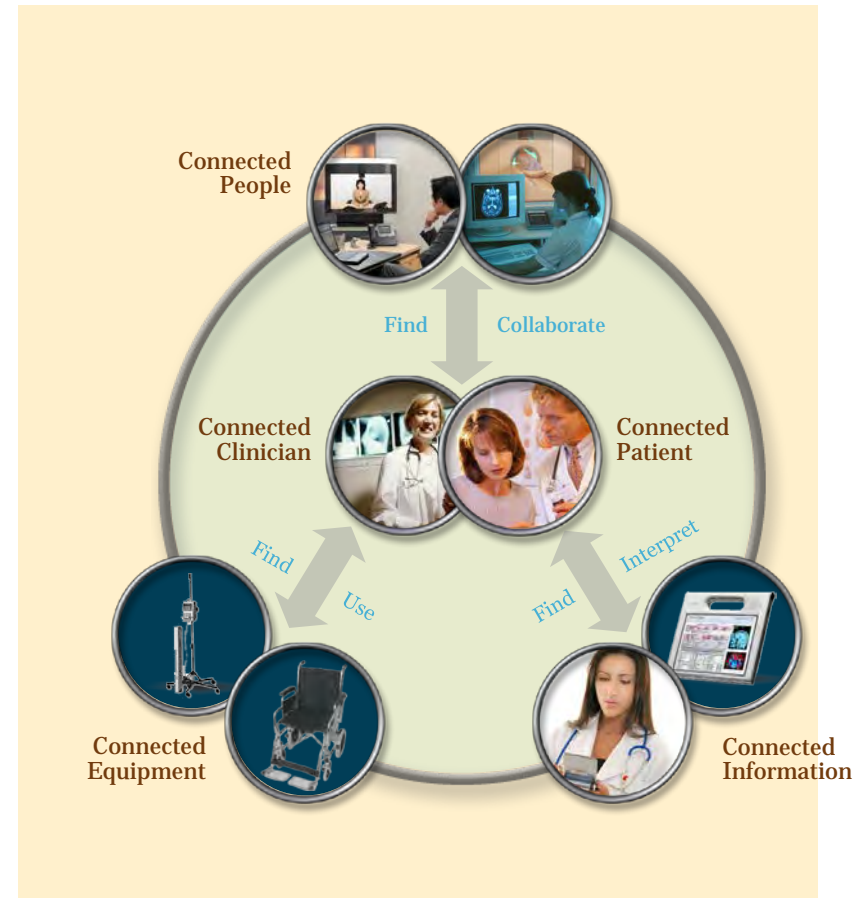 Connected
People
Find
Collaborate
Connected
Clinician
Connected
Patient
Find
Use
Find
Interpret
Connected
Equipment
Connected
Information